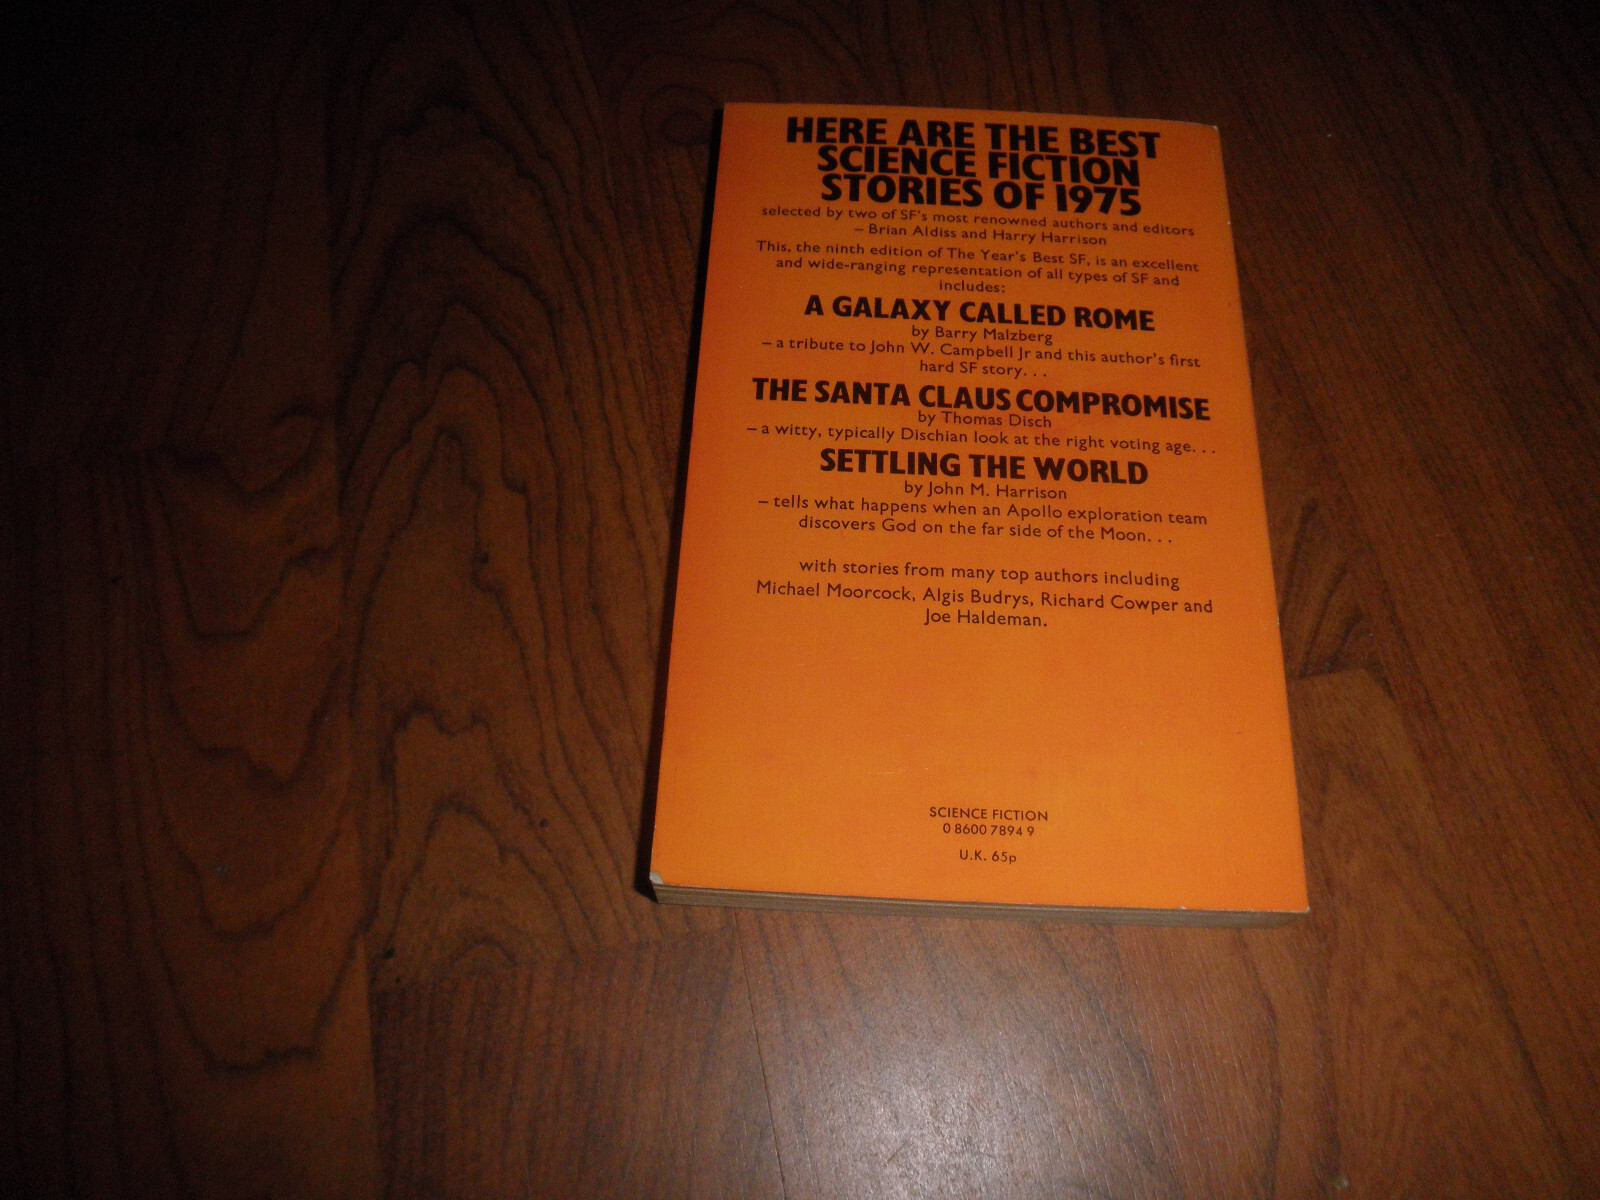 HERE ARE THE BEST
SCIENCE FICTION
STORIES OF 1975
selected by two of SF's most renowned authors and editors
– Brian Aldiss and Harry Harrison
This, the ninth edition of The Year's Best SF, is an excellent
and wide-ranging representation of all types of SF and
includes:
A GALAXY CALLED ROME
by Barry Malzberg
– a tribute to John W. Campbell Jr and this author's first
hard SF story. . .
THE SANTA CLAUS COMPROMISE
by Thomas Disch
– a witty, typically Dischian look at the right voting age. . .
SETTLING THE WORLD
by John M. Harrison
– tells what happens when an Apollo exploration team
discovers God on the far side of the Moon. . .
with stories from many top authors including
Michael Moorcock, Algis Budrys, Richard Cowper and
Joe Haldeman.
SCIENCE FICTION
0 8600 7894 9
U.K. 65p